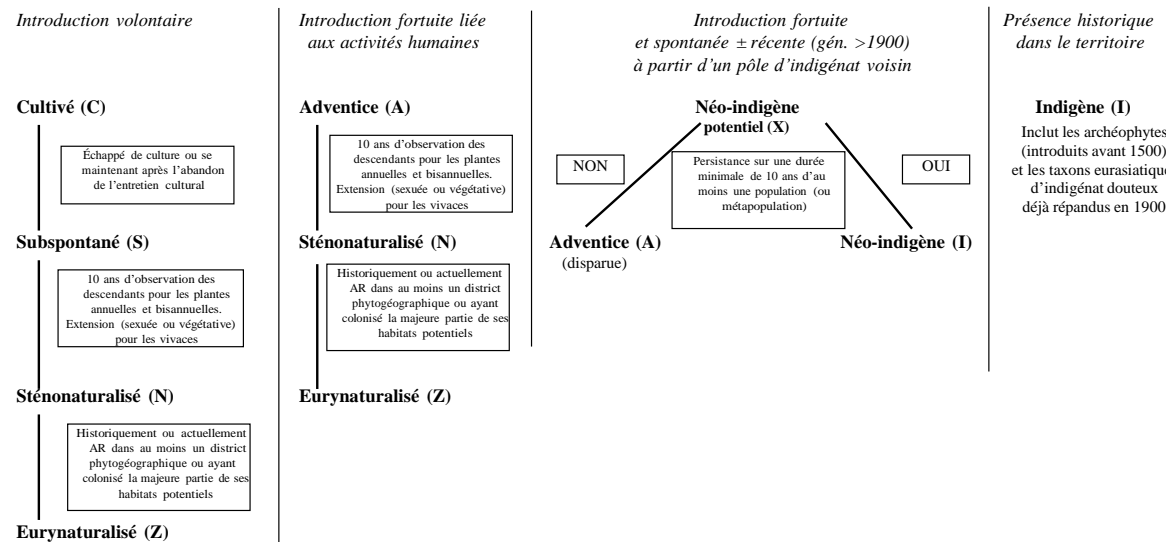 Introduction volontaire
Cultivé (C)
Échappé de culture ou se
maintenant après l’abandon
de l’entretien cultural
Subspontané (S)
10 ans d’observation des
descendants pour les plantes
annuelles et bisannuelles.
Extension (sexuée ou végétative)
pour les vivaces
Sténonaturalisé (N)
Historiquement ou actuellement
AR dans au moins un district
phytogéographique ou ayant
colonisé la majeure partie de ses
habitats potentiels
Eurynaturalisé (Z)
Introduction fortuite liée
aux activités humaines
Adventice (A)
10 ans d’observation des
descendants pour les plantes
annuelles et bisannuelles.
Extension (sexuée ou végétative)
pour les vivaces
Sténonaturalisé (N)
Historiquement ou actuellement
AR dans au moins un district
phytogéographique ou ayant
colonisé la majeure partie de ses
habitats potentiels
Eurynaturalisé (Z)
Introduction fortuite
et spontanée ± récente (gén. >1900)
à partir d’un pôle d’indigénat voisin
Néo-indigène
potentiel (X)
NON
Persistance sur une durée
minimale de 10 ans d’au
moins une population (ou
métapopulation)
OUI
Adventice (A)
(disparue)
Néo-indigène (I)
Présence historique
dans le territoire
Indigène (I)
Inclut les archéophytes
(introduits avant 1500)
et les taxons eurasiatique
d’indigénat douteux
déjà répandus en 1900